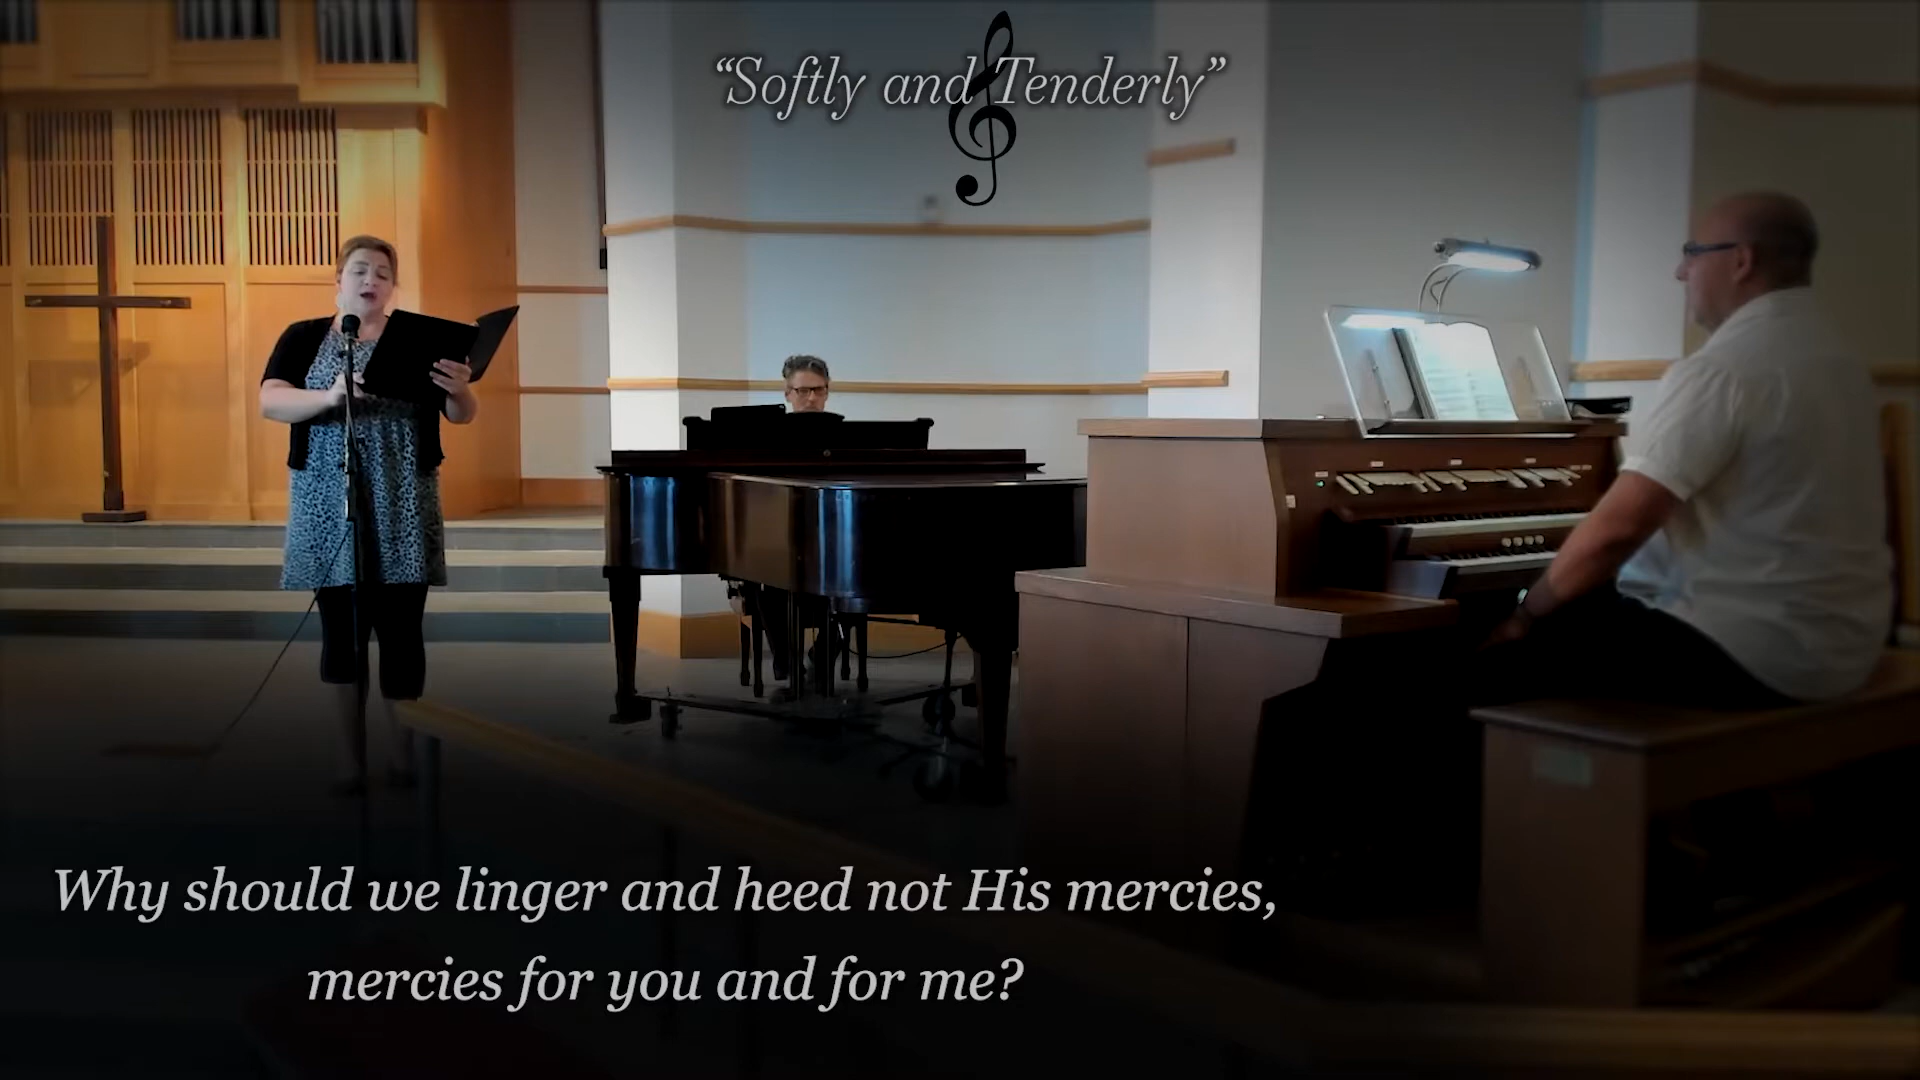 “Softly and Tenderly”
Why should we linger and heed not His mercies,
mercies for you and for me?